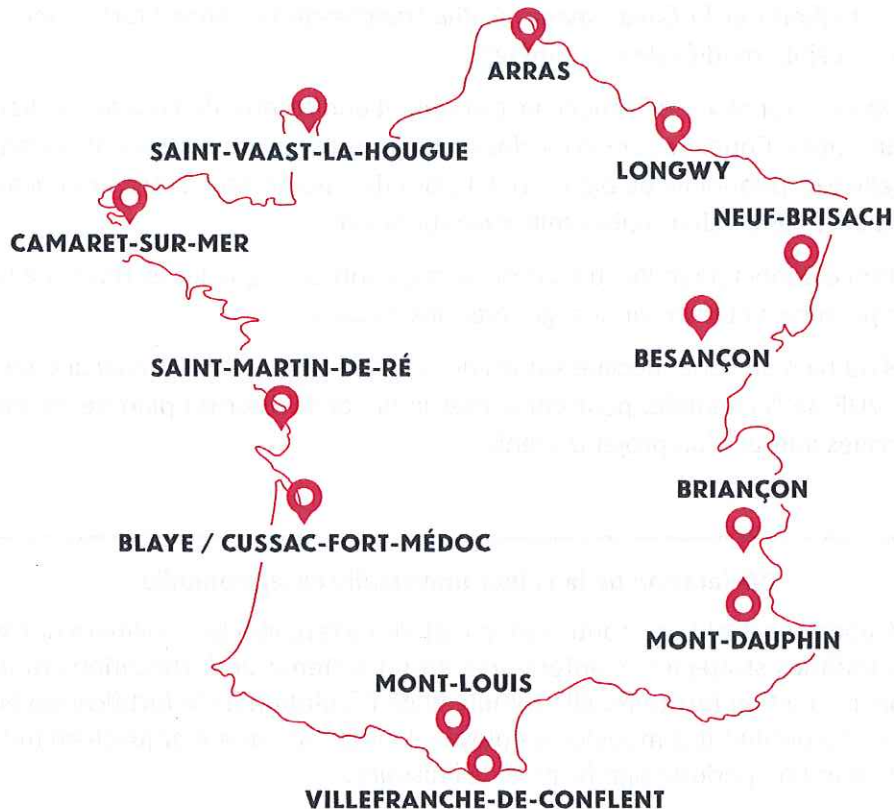 ARRAS
SAINT-VAAST-LA-HOUGUE
LONGWY
NEUF-BRISACH
CAMARET-SUR-MER
BESANÇON
SAINT-MARTIN-DE-RÉ
BRIANÇON
BLAYE / CUSSAC-FORT-MÉDOC
MONT-DAUPHIN
MONT-LOUIS
VILLEFRANCHE-DE-CONFLENT